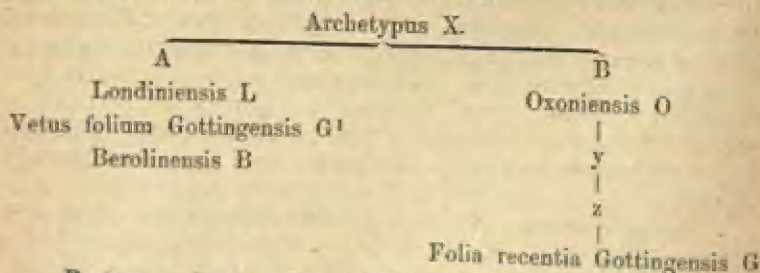 Archetypus X.
A B
Londiniensis L
Oxoniensis O
Vetus folium Gottingensis G¹
Berolinensis B
y
z
Folia recentia Gottingensis G